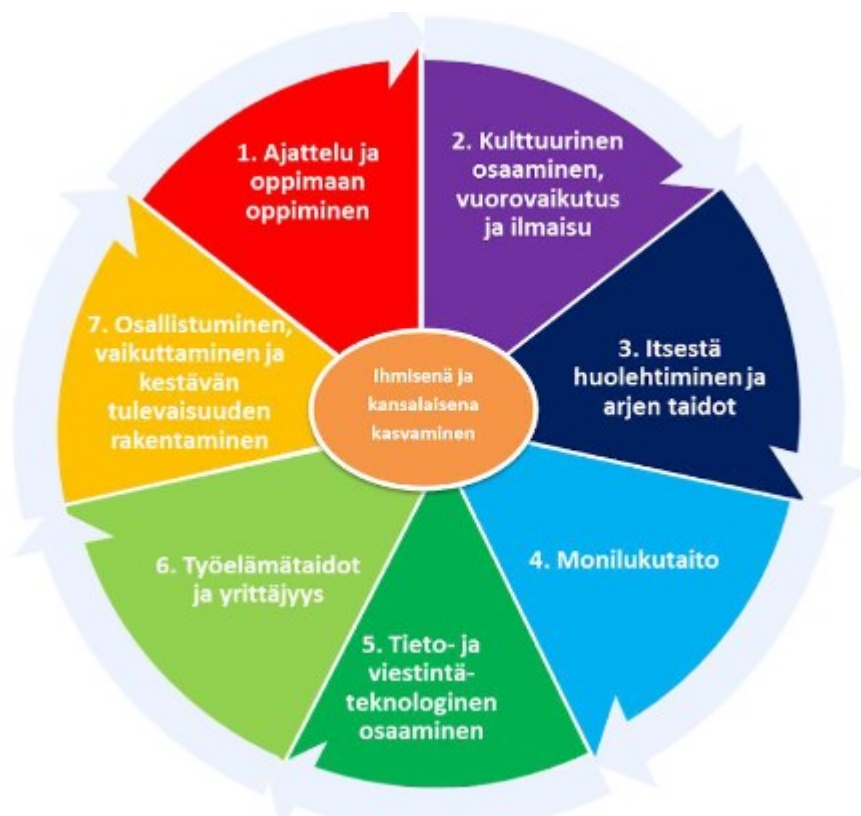 1. Ajattelu ja
oppimaan
oppiminen
2. Kulttuurinen
osaaminen,
vuorovaikutus
ja ilmaisu
3. Itsestä
huolehtiminen ja
arjen taidot
4. Monilukutaito
5. Tieto- ja
viestintä-
teknologinen
osaaminen
6. Työelämätaidot
ja yrittäjyys
7. Osallistuminen,
vaikuttaminen ja
kestävän
tulevaisuuden
rakentaminen
Ihmisenä ja
kansalaisena
kasvaminen